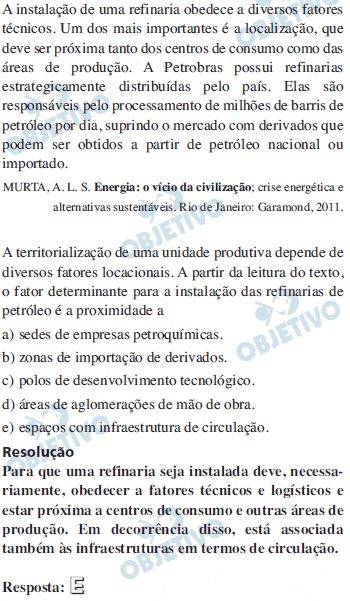 A instalação de uma refinaria obedece a diversos fatores
técnicos. Um dos mais importantes é a localização, que
deve ser próxima tanto dos centros de consumo como das
áreas de produção. A Petrobras possui refinarias
estrategicamente distribuídas pelo país. Elas são
responsáveis pelo processamento de milhões de barris de
petróleo por dia, suprindo o mercado com derivados que
podem ser obtidos a partir de petróleo nacional ou
importado.
MURTA, A. L. S. Energia: o vício da civilização; crise energética e
alternativas sustentáveis. Rio de Janeiro: Garamond, 2011.
A territorialização de uma unidade produtiva depende de
diversos fatores locacionais. A partir da leitura do texto,
o fator determinante para a instalação das refinarias de
petróleo é a proximidade a
a) sedes de empresas petroquímicas.
b) zonas de importação de derivados.
c) polos de desenvolvimento tecnológico.
d) áreas de aglomerações de mão de obra.
e) espaços com infraestrutura de circulação.
Resolução
Para que uma refinaria seja instalada deve, necessa-
riamente, obedecer a fatores técnicos e logísticos e
estar próxima a centros de consumo e outras áreas de
produção. Em decorrência disso, está associada
também às infraestruturas em termos de circulação.
Resposta: E
OBJETIVO
OBJETIVO
OBJETIVO
OBJETIVO
OBJETIVO
OBJETIVO